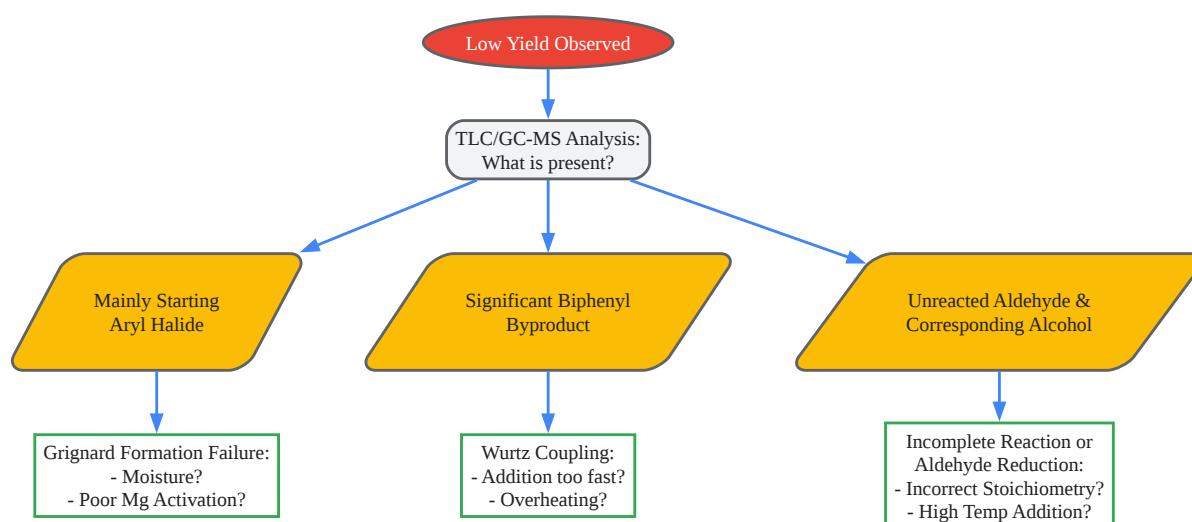 Low Yield Observed
TLC/GC-MS Analysis:
What is present?
Mainly Starting
Aryl Halide
Significant Biphenyl
Byproduct
Unreacted Aldehyde &
Corresponding Alcohol
Grignard Formation Failure:
- Moisture?
- Poor Mg Activation?
Wurtz Coupling:
- Addition too fast?
- Overheating?
Incomplete Reaction or
Aldehyde Reduction:
- Incorrect Stoichiometry?
- High Temp Addition?